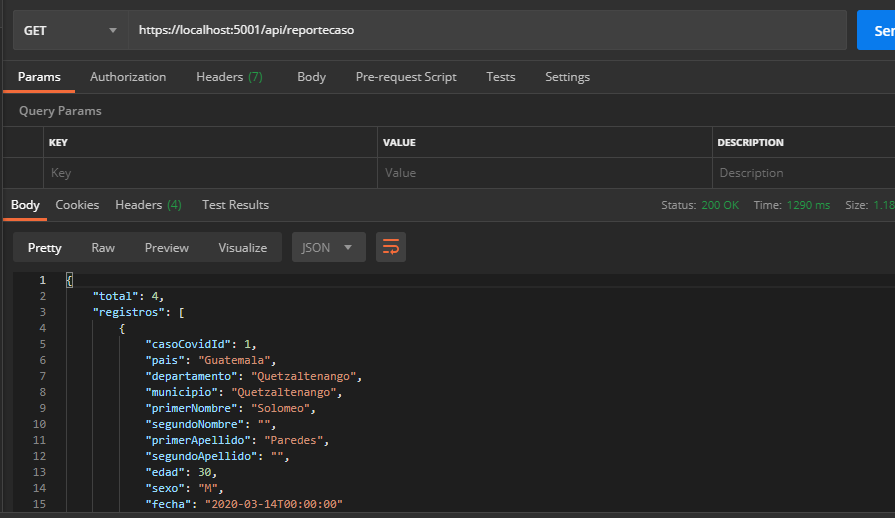 GET https://localhost:5001/api/reportecaso Sen
Params Authorization Headers (7) Body Pre-request Script Tests Settings
Query Params
KEY VALUE DESCRIPTION
Key Value Description
Body Cookies Headers (4) Test Results Status: 200 OK Time: 1290 ms Size: 1.18
Pretty Raw Preview Visualize JSON
1 {
2 "total": 4,
3 "registros": [
4 {
5 "casoCovidId": 1,
6 "pais": "Guatemala",
7 "departamento": "Quetzaltenango",
8 "municipio": "Quetzaltenango",
9 "primerNombre": "Solomeo",
10 "segundoNombre": "",
11 "primerApellido": "Paredes",
12 "segundoApellido": "",
13 "edad": 30,
14 "sexo": "M",
15 "fecha": "2020-03-14T00:00:00"